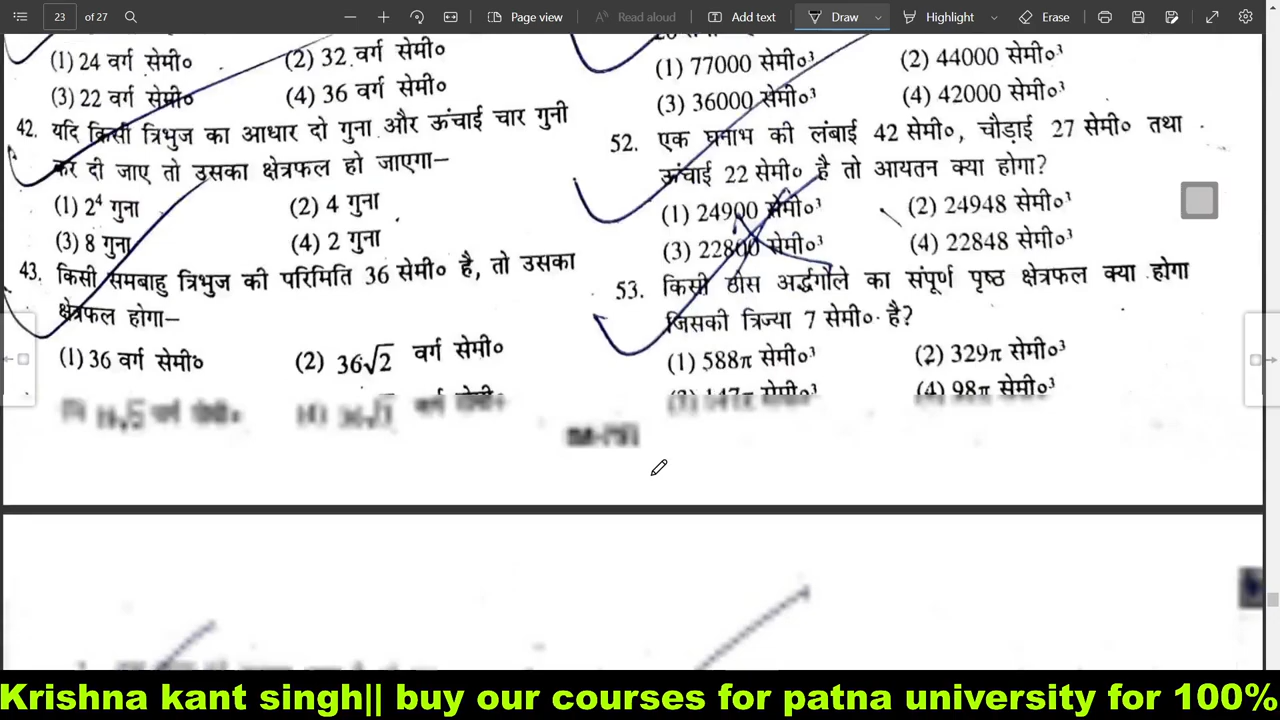 23 of 27
Page view
Read aloud
Add text
Draw
Highlight
Erase
(1) 24 वर्ग सेमी०
(2) 32 वर्ग सेमी०
(3) 22 वर्ग सेमी०
(4) 36 वर्ग सेमी०
42. यदि किसी त्रिभुज का आधार दो गुना और ऊंचाई चार गुनी
कर दी जाए तो उसका क्षेत्रफल हो जाएगा–
(1) 2⁴ गुना
(2) 4 गुना
(3) 8 गुना
(4) 2 गुना
43. किसी समबाहु त्रिभुज की परिमिति 36 सेमी० है, तो उसका
क्षेत्रफल होगा–
(1) 36 वर्ग सेमी०
(2) 36√2 वर्ग सेमी०
(1) 77000 सेमी०³
(2) 44000 सेमी०³
(3) 36000 सेमी०³
(4) 42000 सेमी०³
52. एक घनाभ की लंबाई 42 सेमी०, चौड़ाई 27 सेमी० तथा
ऊंचाई 22 सेमी० है तो आयतन क्या होगा?
(1) 24900 सेमी०³
(2) 24948 सेमी०³
(3) 22800 सेमी०³
(4) 22848 सेमी०³
53. किसी ठोस अर्द्धगोले का संपूर्ण पृष्ठ क्षेत्रफल क्या होगा
जिसकी त्रिज्या 7 सेमी० है?
(1) 588π सेमी०³
(2) 329π सेमी०³
(3) 147π सेमी०³
(4) 98π सेमी०³
Krishna kant singh|| buy our courses for patna university for 100%